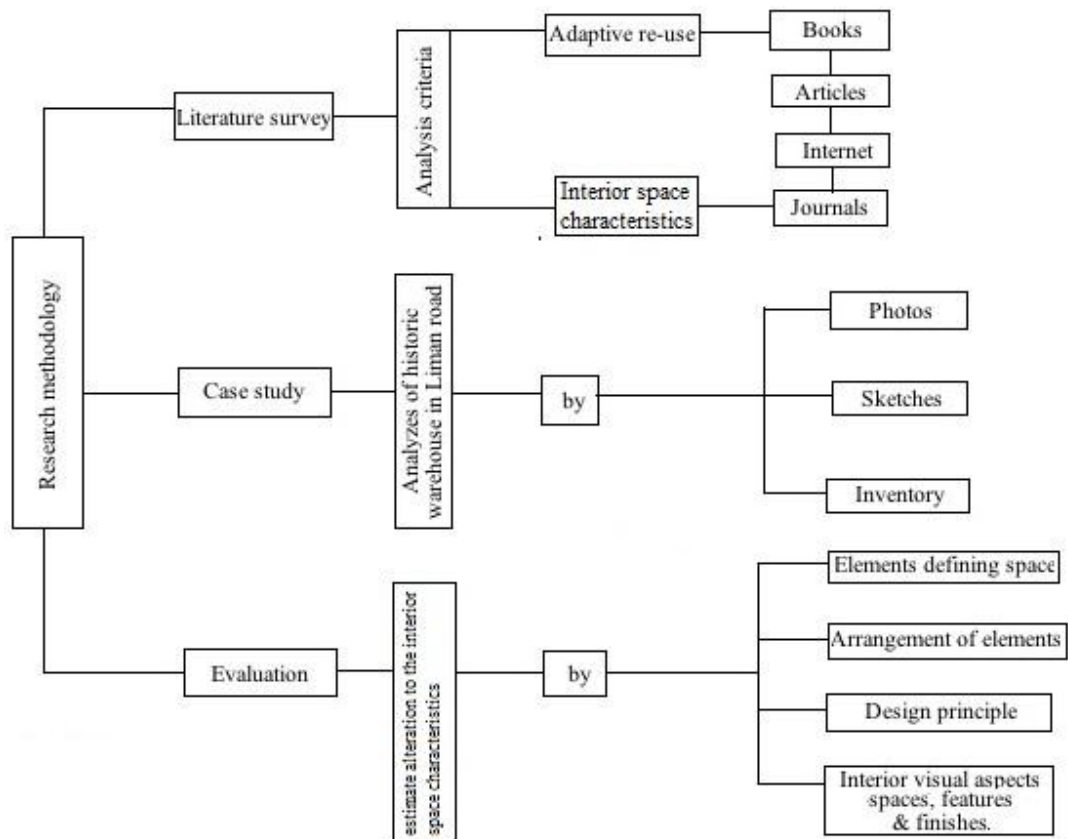 Research methodology
Literature survey
Analysis criteria
Adaptive re-use
Interior space
characteristics
Books
Articles
Internet
Journals
Case study
Analyzes of historic
warehouse in Liman road
by
Photos
Sketches
Inventory
Evaluation
estimate alteration to the interior
space characteristics
by
Elements defining space
Arrangement of elements
Design principle
Interior visual aspects
spaces, features
& finishes.